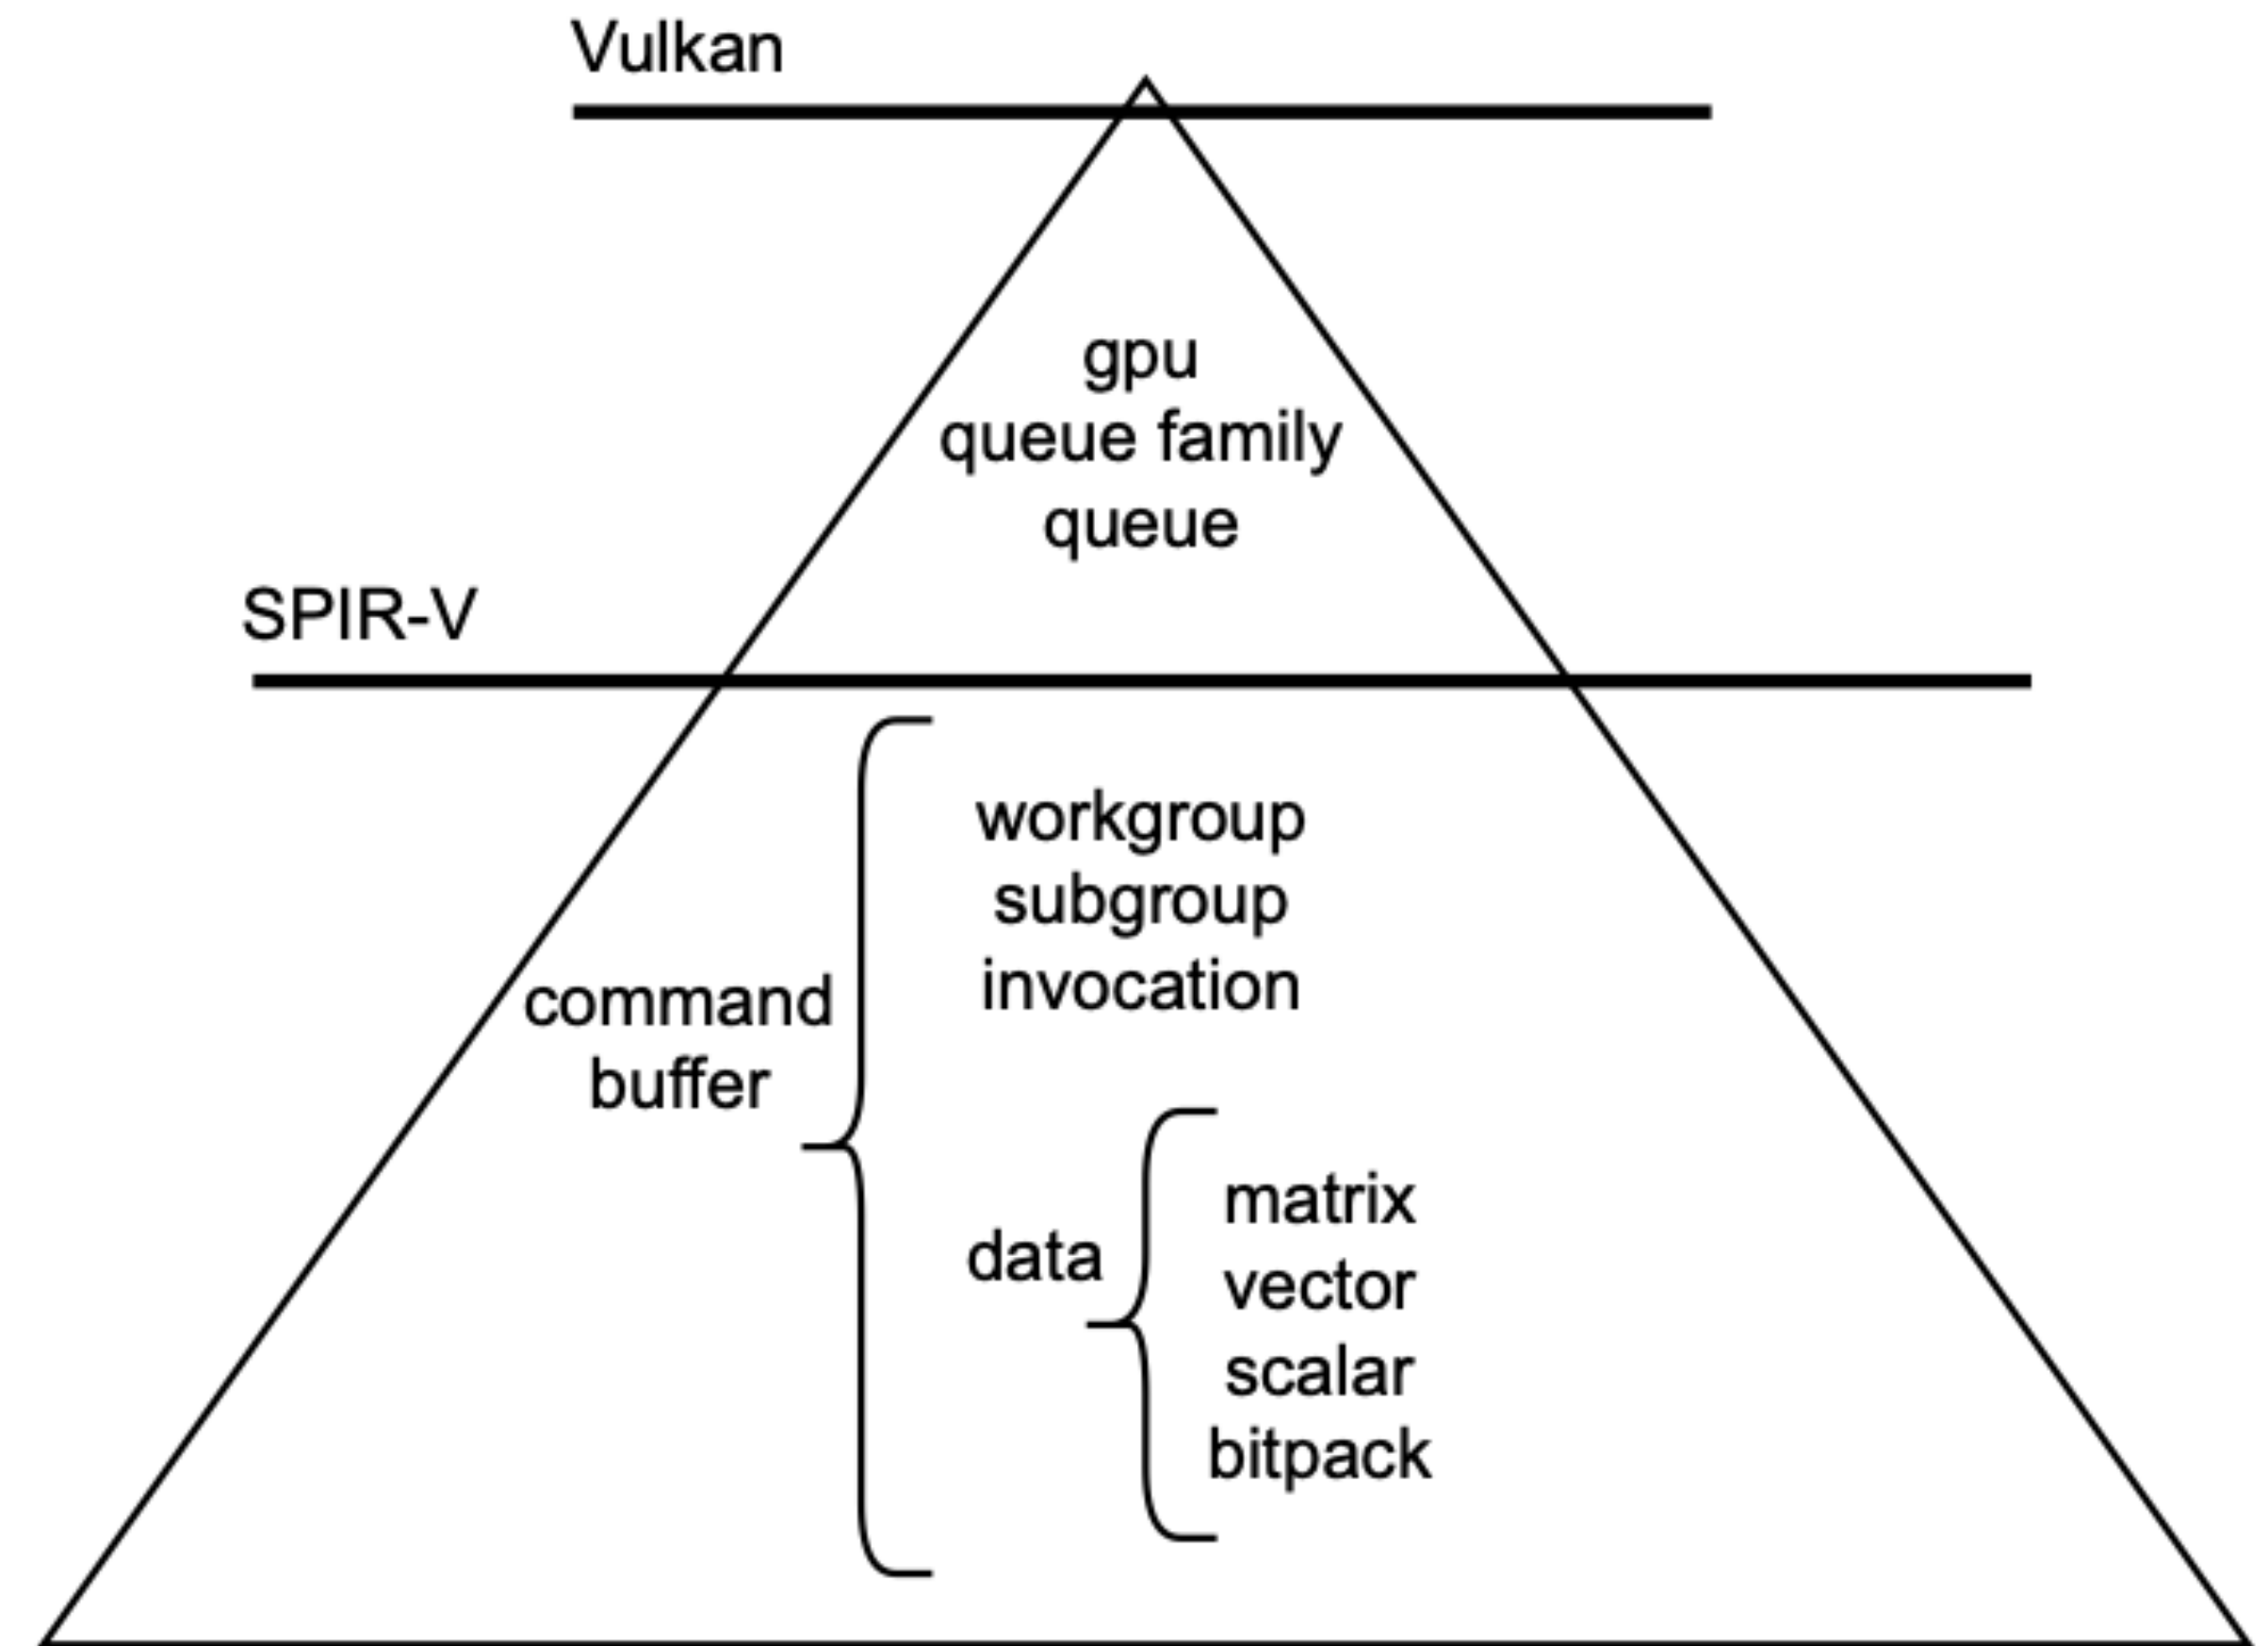 Vulkan
gpu
queue family
queue
SPIR-V
workgroup
subgroup
invocation
command
buffer
data
matrix
vector
scalar
bitpack